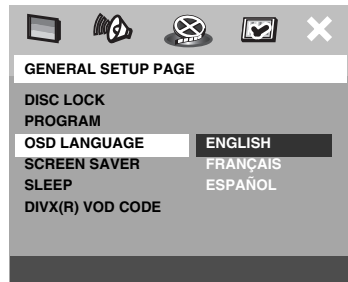 GENERAL SETUP PAGE
DISC LOCK
PROGRAM
OSD LANGUAGE ENGLISH
SCREEN SAVER FRANÇAIS
SLEEP ESPAÑOL
DIVX(R) VOD CODE